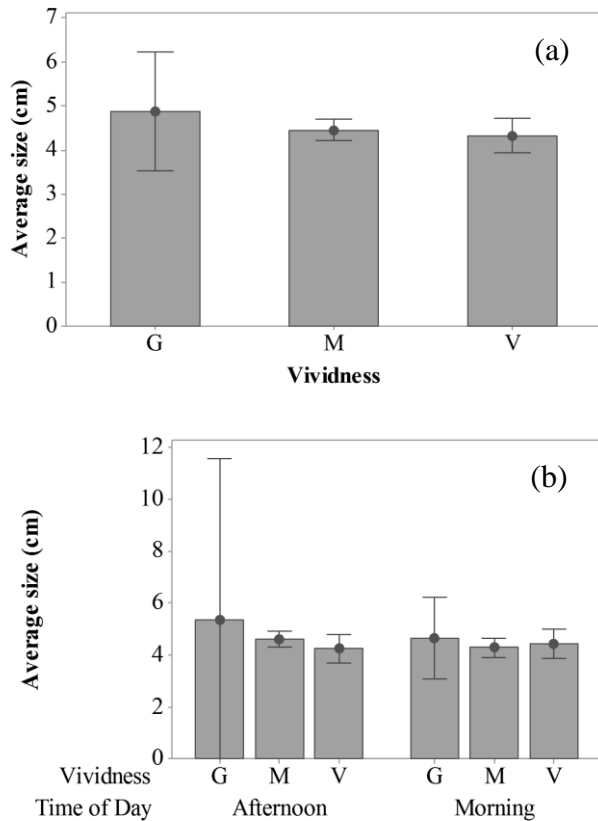 7
(a)
6
5
4
3
2
1
0
Average size (cm)
G M V
Vividness
12
(b)
10
8
6
4
2
0
Average size (cm)
Vividness G M V G M V
Time of Day Afternoon Morning